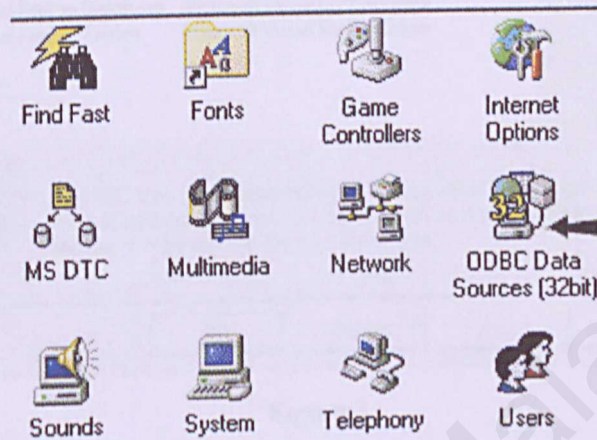 Find Fast
Fonts
Game
Controllers
Internet
Options
MS DTC
Multimedia
Network
ODBC Data
Sources (32bit)
Sounds
System
Telephony
Users